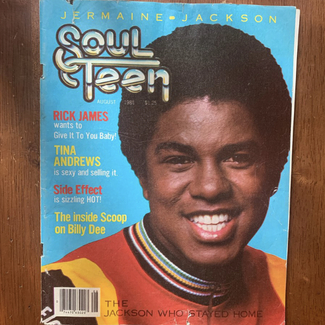 JERMAINE • JACKSON
SOUL
& Teen
AUGUST
RICK JAMES
wants to
Give It To You Baby!
TINA
ANDREWS
is sexy and selling it
Side Effect
is sizzling HOT!
The inside Scoop
on Billy Dee
THE
JACKSON WHO STAYED HOME